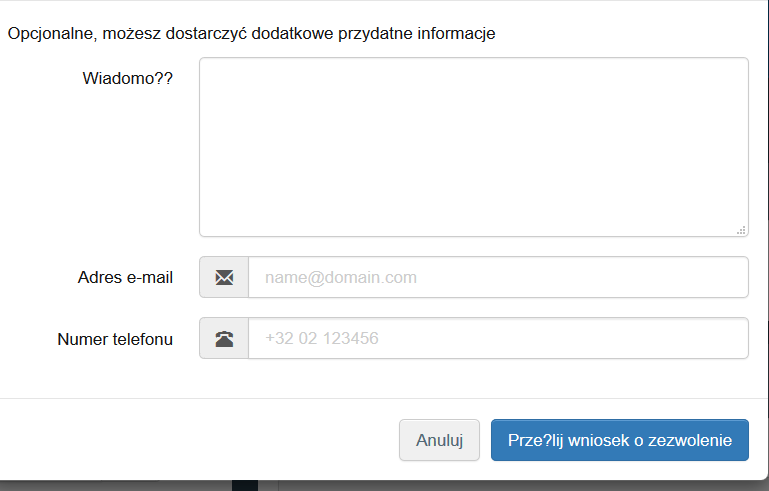 Opcjonalne, możesz dostarczyć dodatkowe przydatne informacje
Wiadomo??
Adres e-mail
name@domain.com
Numer telefonu
+32 02 123456
Anuluj
Prze?lij wniosek o zezwolenie